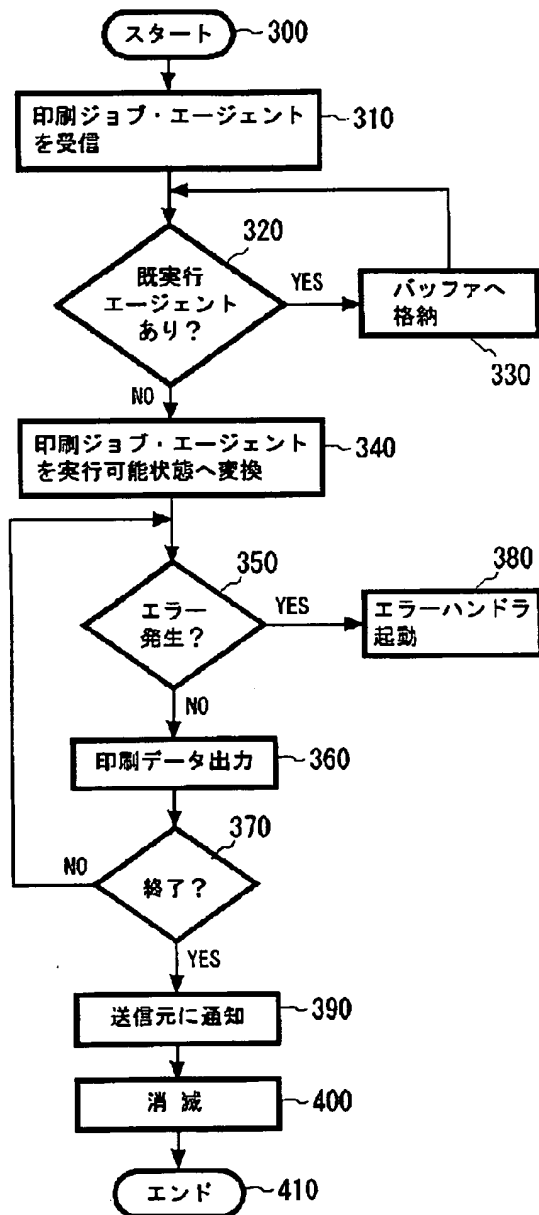 スタート
300
印刷ジョブ・エージェント
を受信
310
320
既実行
エージェント
あり?
YES
バッファへ
格納
330
NO
印刷ジョブ・エージェント
を実行可能状態へ変換
340
350
エラー
発生?
YES
380
エラーハンドラ
起動
NO
印刷データ出力
360
370
終了?
NO
YES
送信元に通知
390
消滅
400
エンド
410